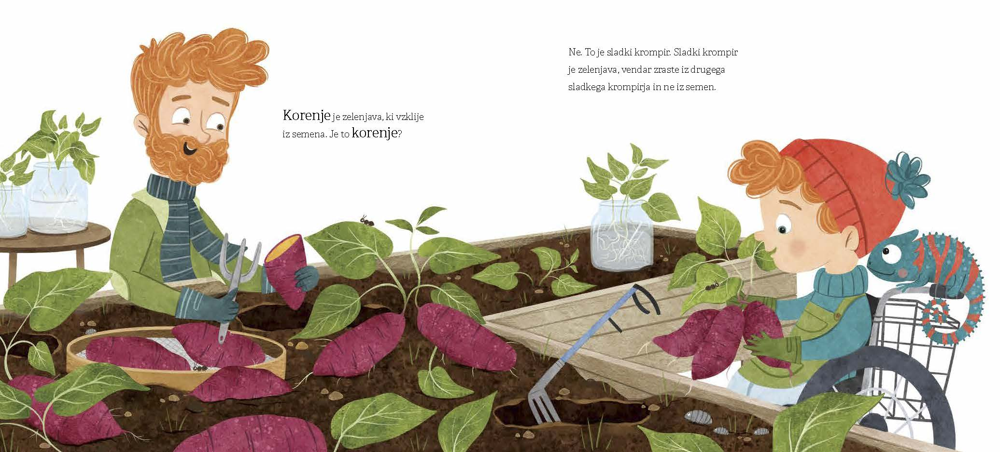 Korenje je zelenjava, ki vzklije
iz semena. Je to korenje?
Ne. To je sladki krompir. Sladki krompir
je zelenjava, vendar zraste iz drugega
sladkega krompirja in ne iz semen.